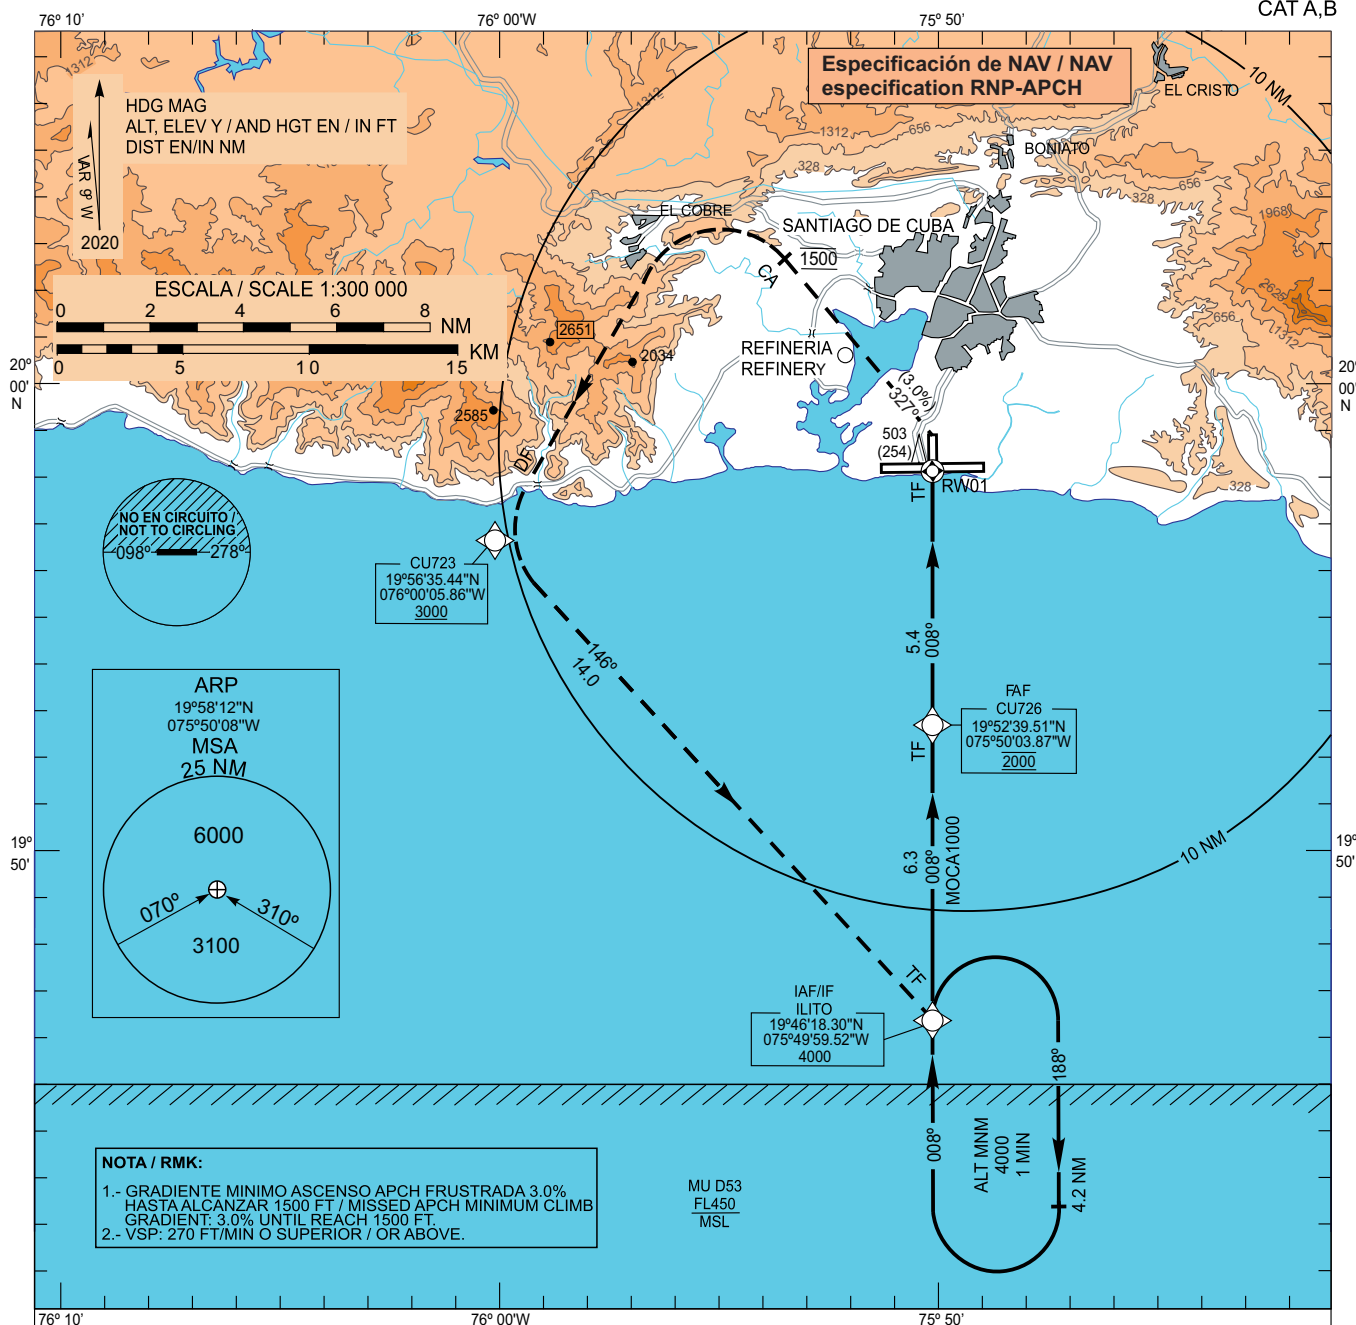 CAT A,B
76º 10'
76º 00'W
75º 50'
Especificación de NAV / NAV
especification RNP-APCH
10 NM
EL CRISTO
1312
HDG MAG
ALT, ELEV Y / AND HGT EN / IN FT
DIST EN/IN NM
VAR 9º W
2020
1312
1312
656
328
BONIATO
656
328
1968
2625
656
1312
EL COBRE
SANTIAGO DE CUBA
1500
CA
ESCALA / SCALE 1:300 000
0 2 4 6 8 NM
0 5 10 15 KM
2651
2034
2585
REFINERIA
REFINERY
20º
00'
N
20º
00'
N
(3.0%)
327º
503
(254)
RW01
TF
DF
328
NO EN CIRCUITO /
NOT TO CIRCLING
098º 278º
CU723
19º56'35.44"N
076º00'05.86"W
3000
146º
14.0
5.4
008º
FAF
CU726
19º52'39.51"N
075º50'03.87"W
2000
TF
ARP
19º58'12"N
075º50'08"W
MSA
25 NM
6000
070º
310º
3100
6.3
008º
MOCA1000
10 NM
19º
50'
19º
50'
TF
IAF/IF
ILITO
19º46'18.30"N
075º49'59.52"W
4000
188º
008º
ALT MNM
4000
1 MIN
4.2 NM
NOTA / RMK:
1.- GRADIENTE MINIMO ASCENSO APCH FRUSTRADA 3.0%
HASTA ALCANZAR 1500 FT / MISSED APCH MINIMUM CLIMB
GRADIENT: 3.0% UNTIL REACH 1500 FT.
2.- VSP: 270 FT/MIN O SUPERIOR / OR ABOVE.
MU D53
FL450
MSL
76º 10'
76º 00'W
75º 50'